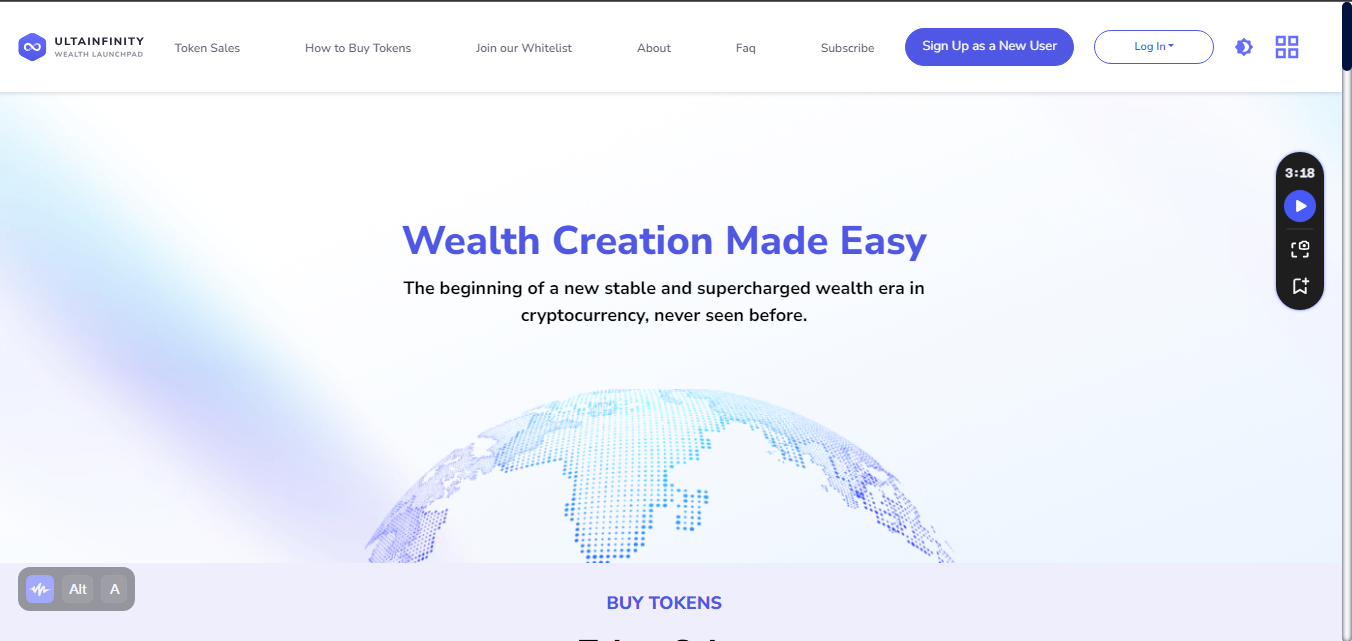 ULTAINFINITY
WEALTH LAUNCHPAD
Token Sales
How to Buy Tokens
Join our Whitelist
About
Faq
Subscribe
Sign Up as a New User
Log In
3:18
Wealth Creation Made Easy
The beginning of a new stable and supercharged wealth era in
cryptocurrency, never seen before.
Alt
A
BUY TOKENS